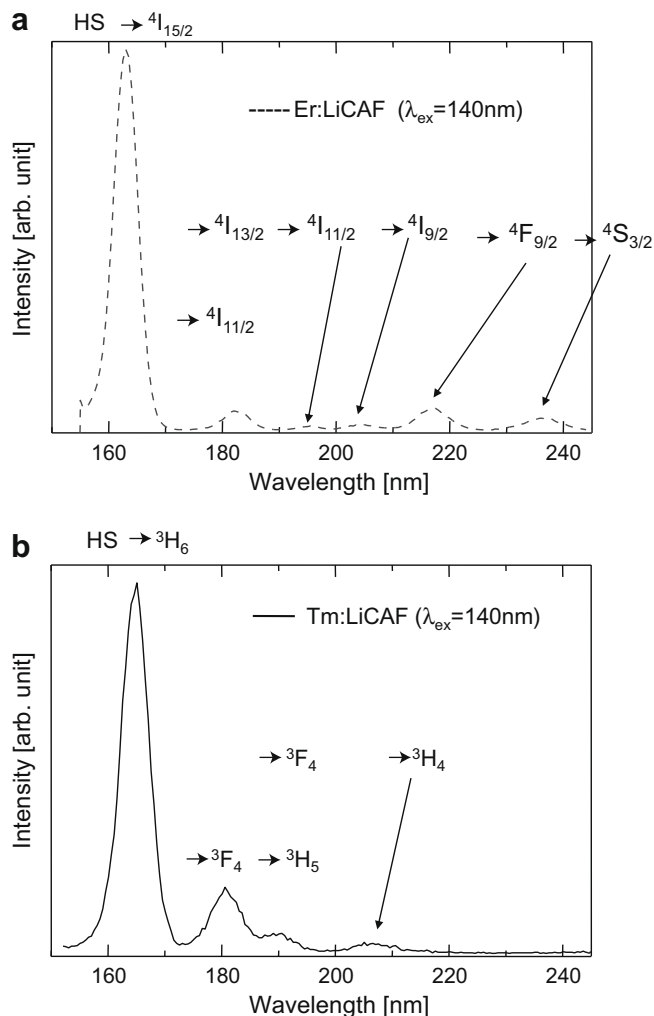 a
HS → ⁴I₁₅/₂
----- Er:LiCAF (λₑₓ=140nm)
→ ⁴I₁₃/₂ → ⁴I₁₁/₂ → ⁴I₉/₂ → ⁴F₉/₂ → ⁴S₃/₂
→ ⁴I₁₁/₂
Intensity [arb. unit]
160 180 200 220 240
Wavelength [nm]
b
HS → ³H₆
— Tm:LiCAF (λₑₓ=140nm)
→ ³F₄ → ³H₄
→ ³F₄ → ³H₅
Intensity [arb. unit]
160 180 200 220 240
Wavelength [nm]